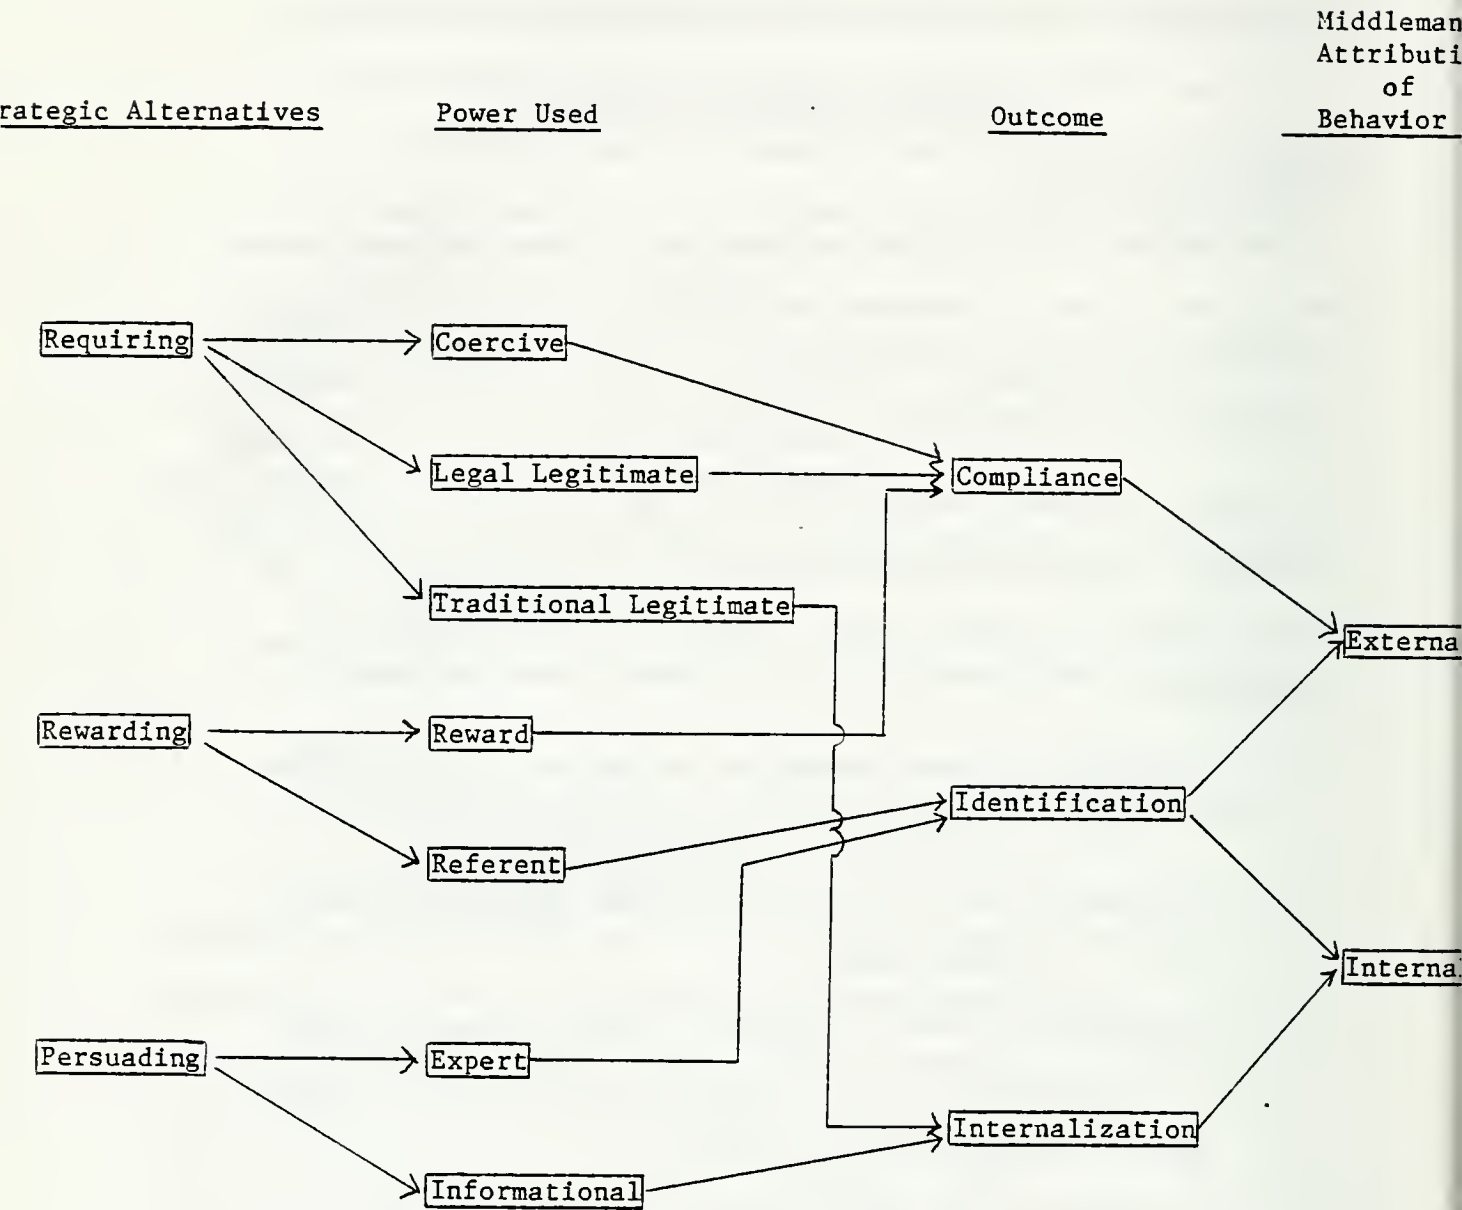 Middleman
Attributi
of
Behavior
rategic Alternatives
Power Used
Outcome
Requiring
Coercive
Legal Legitimate
Compliance
Traditional Legitimate
Externa
Rewarding
Reward
Identification
Referent
Internal
Persuading
Expert
Internalization
Informational